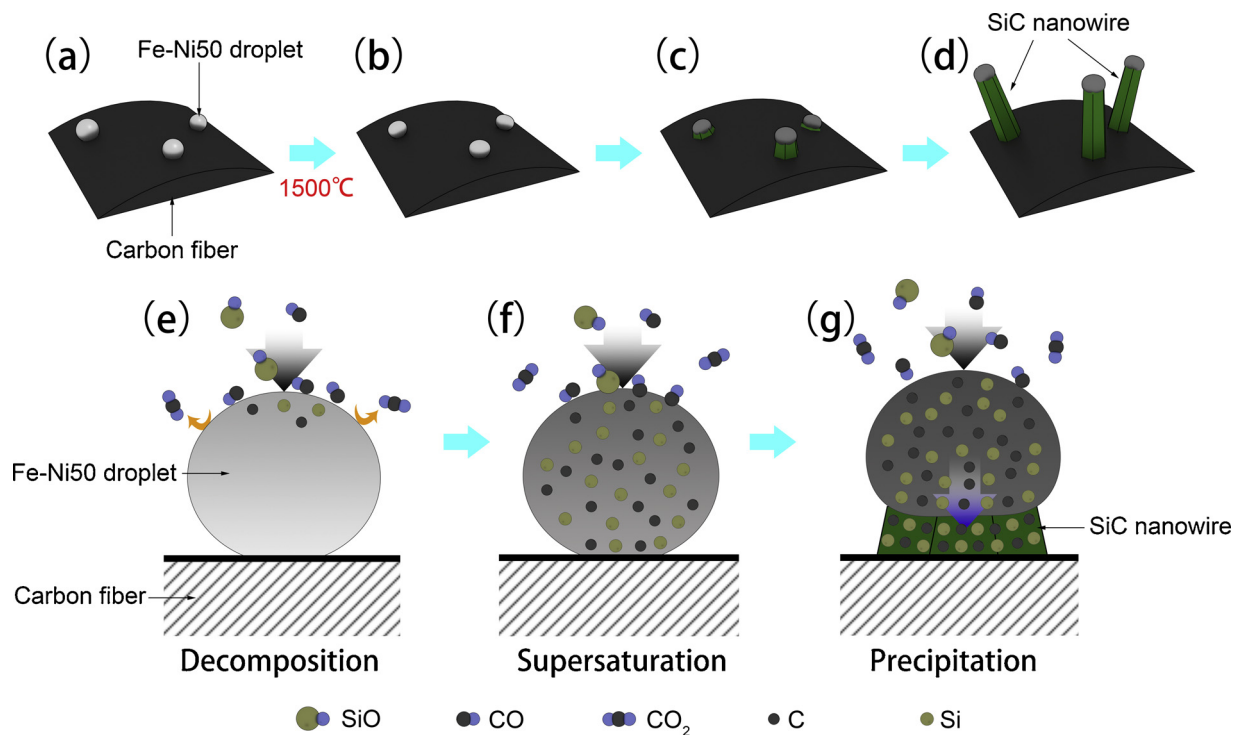 (a)
Fe-Ni50 droplet
(b)
(c)
SiC nanowire
(d)
1500℃
Carbon fiber
(e)
(f)
(g)
Fe-Ni50 droplet
SiC nanowire
Carbon fiber
Decomposition
Supersaturation
Precipitation
SiO
CO
CO₂
C
Si